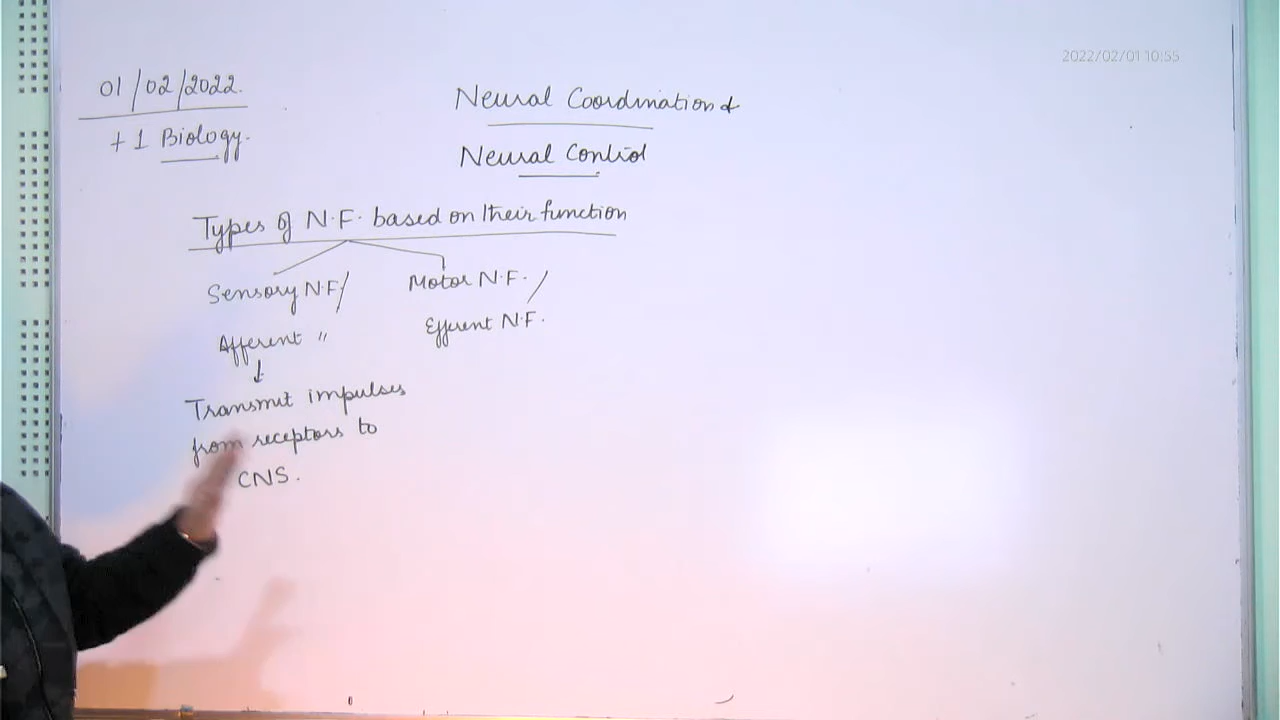 2022/02/01 10:55
01/02/2022.
+1 Biology.
Neural Coordination &
Neural Control
Types of N.F. based on their function
Sensory N.F/
Afferent "
Motor N.F. /
Efferent N.F.
↓
Transmit impulses
from receptors to
CNS.